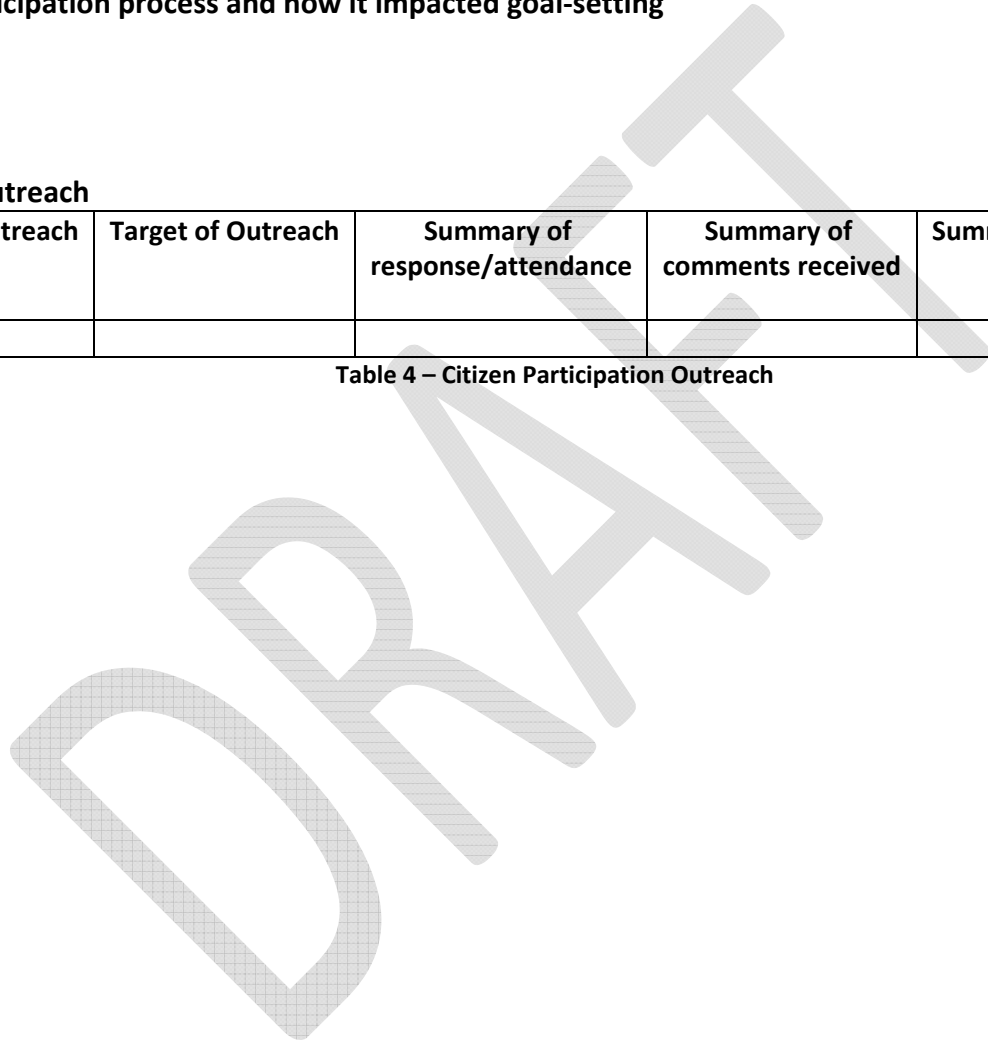 icipation process and how it impacted goal-setting
utreach
treach Target of Outreach Summary of response/attendance Summary of comments received Summ
Table 4 – Citizen Participation Outreach
DRAFT